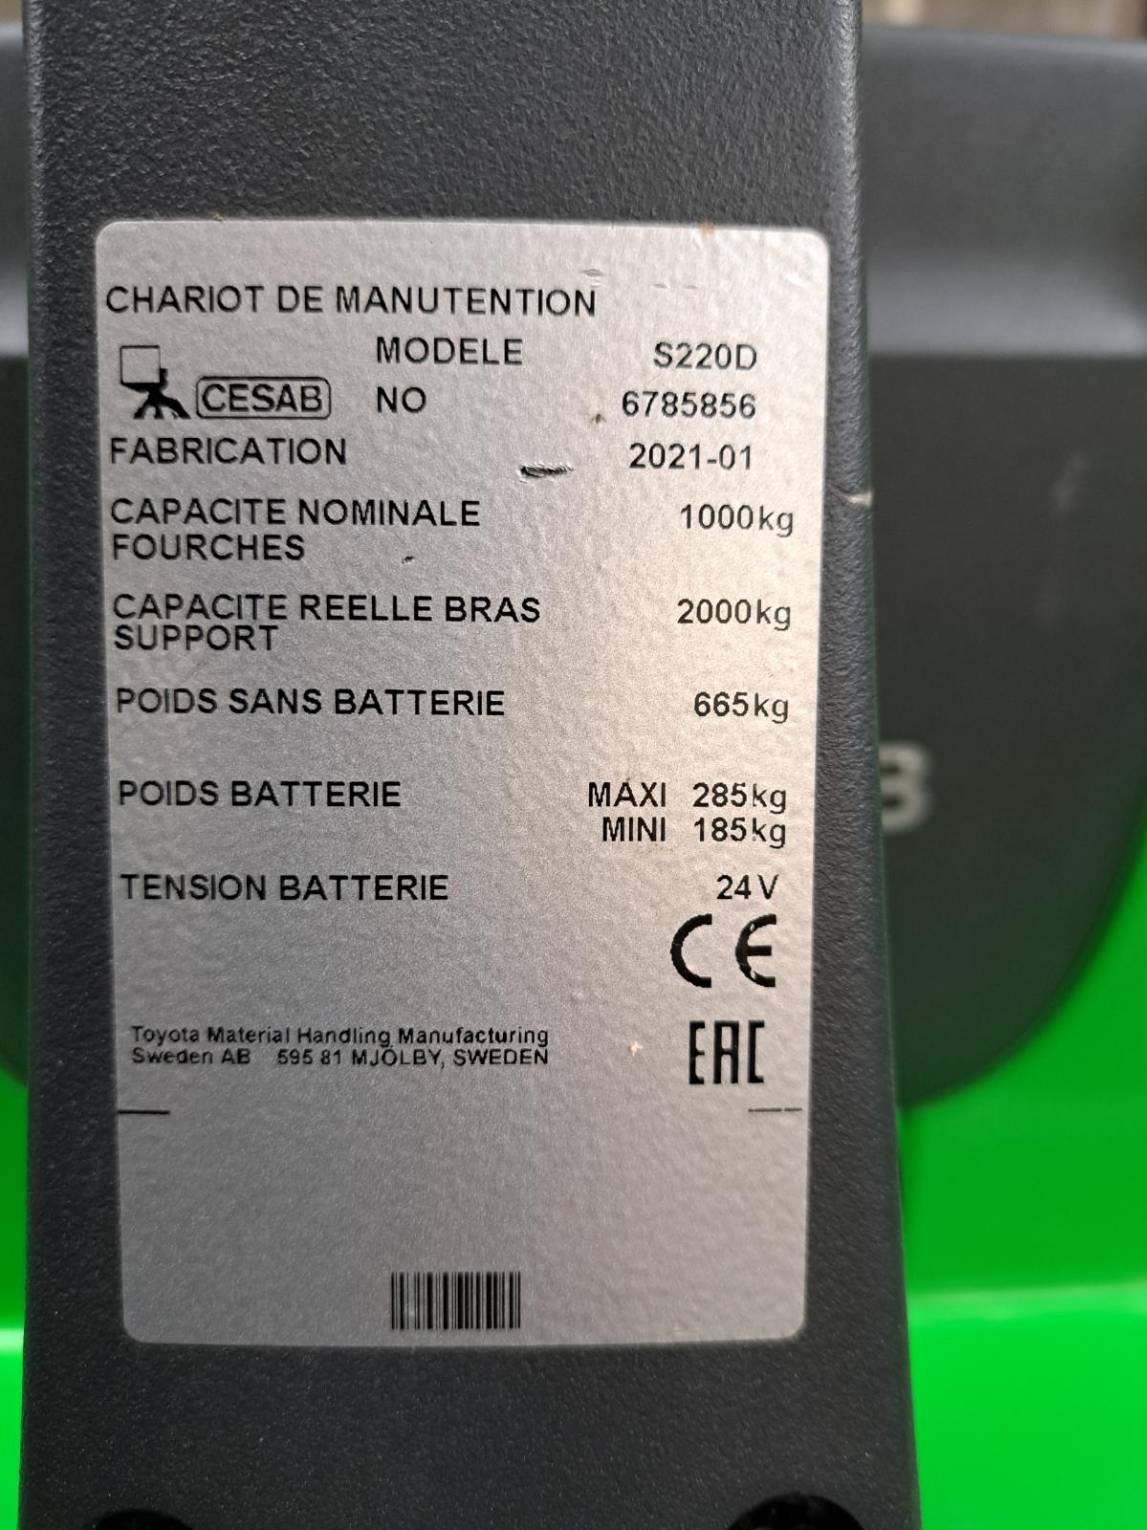 CHARIOT DE MANUTENTION
MODELE S220D
CESAB NO 6785856
FABRICATION 2021-01
CAPACITE NOMINALE 1000kg
FOURCHES
CAPACITE REELLE BRAS 2000kg
SUPPORT
POIDS SANS BATTERIE 665kg
POIDS BATTERIE MAXI 285kg
MINI 185kg
TENSION BATTERIE 24V
CE
Toyota Material Handling Manufacturing
Sweden AB 595 81 MJÖLBY, SWEDEN
EAC
B